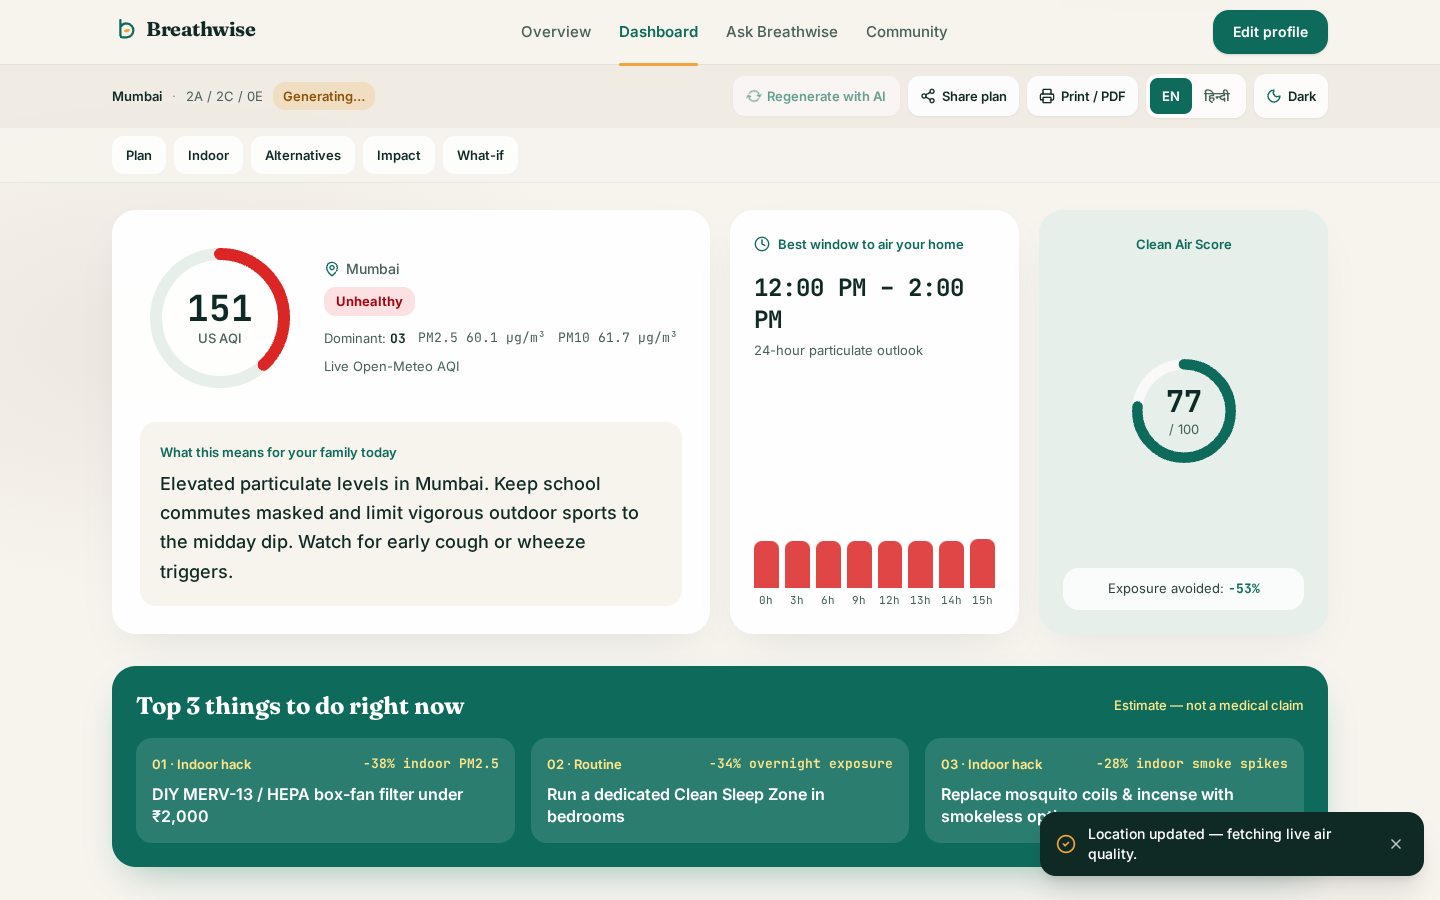 Breathwise
Overview
Dashboard
Ask Breathwise
Community
Edit profile
Mumbai · 2A / 2C / 0E
Generating...
Regenerate with AI
Share plan
Print / PDF
EN
हिन्दी
Dark
Plan
Indoor
Alternatives
Impact
What-if
151
US AQI
Mumbai
Unhealthy
Dominant: O3 PM2.5 60.1 µg/m³ PM10 61.7 µg/m³
Live Open-Meteo AQI
What this means for your family today
Elevated particulate levels in Mumbai. Keep school
commutes masked and limit vigorous outdoor sports to
the midday dip. Watch for early cough or wheeze
triggers.
Best window to air your home
12:00 PM – 2:00
PM
24-hour particulate outlook
0h 3h 6h 9h 12h 13h 14h 15h
Clean Air Score
77
/ 100
Exposure avoided: -53%
Top 3 things to do right now
Estimate — not a medical claim
01 · Indoor hack
-38% indoor PM2.5
DIY MERV-13 / HEPA box-fan filter under
₹2,000
02 · Routine
-34% overnight exposure
Run a dedicated Clean Sleep Zone in
bedrooms
03 · Indoor hack
-28% indoor smoke spikes
Replace mosquito coils & incense with
smokeless
Location updated — fetching live air
quality.